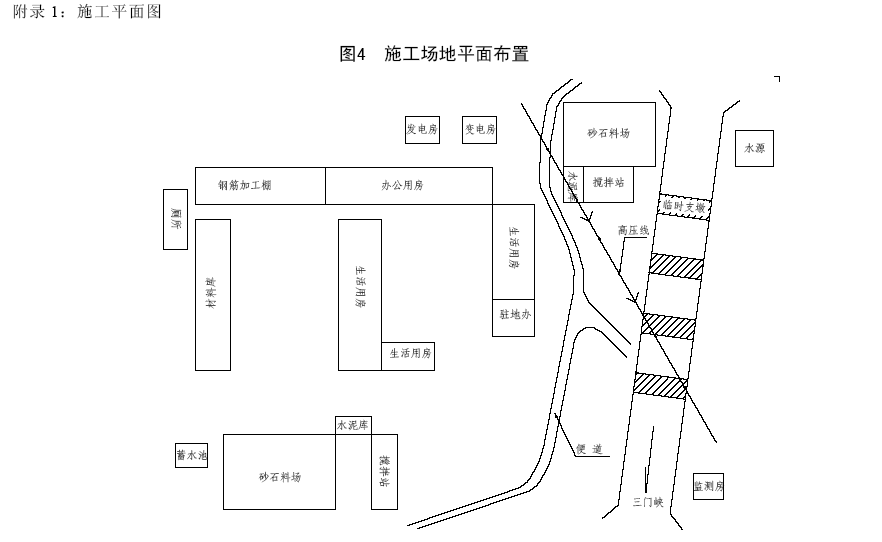 附录1：施工平面图
图4 施工场地平面布置
发电房
变电房
砂石料场
水源
钢筋加工棚
办公用房
水泥库
搅拌站
厕所
临时支墩
高压线
生活用房
生活用房
材料库
驻地办
生活用房
水泥库
便 道
蓄水池
砂石料场
搅拌站
监测房
三门峡